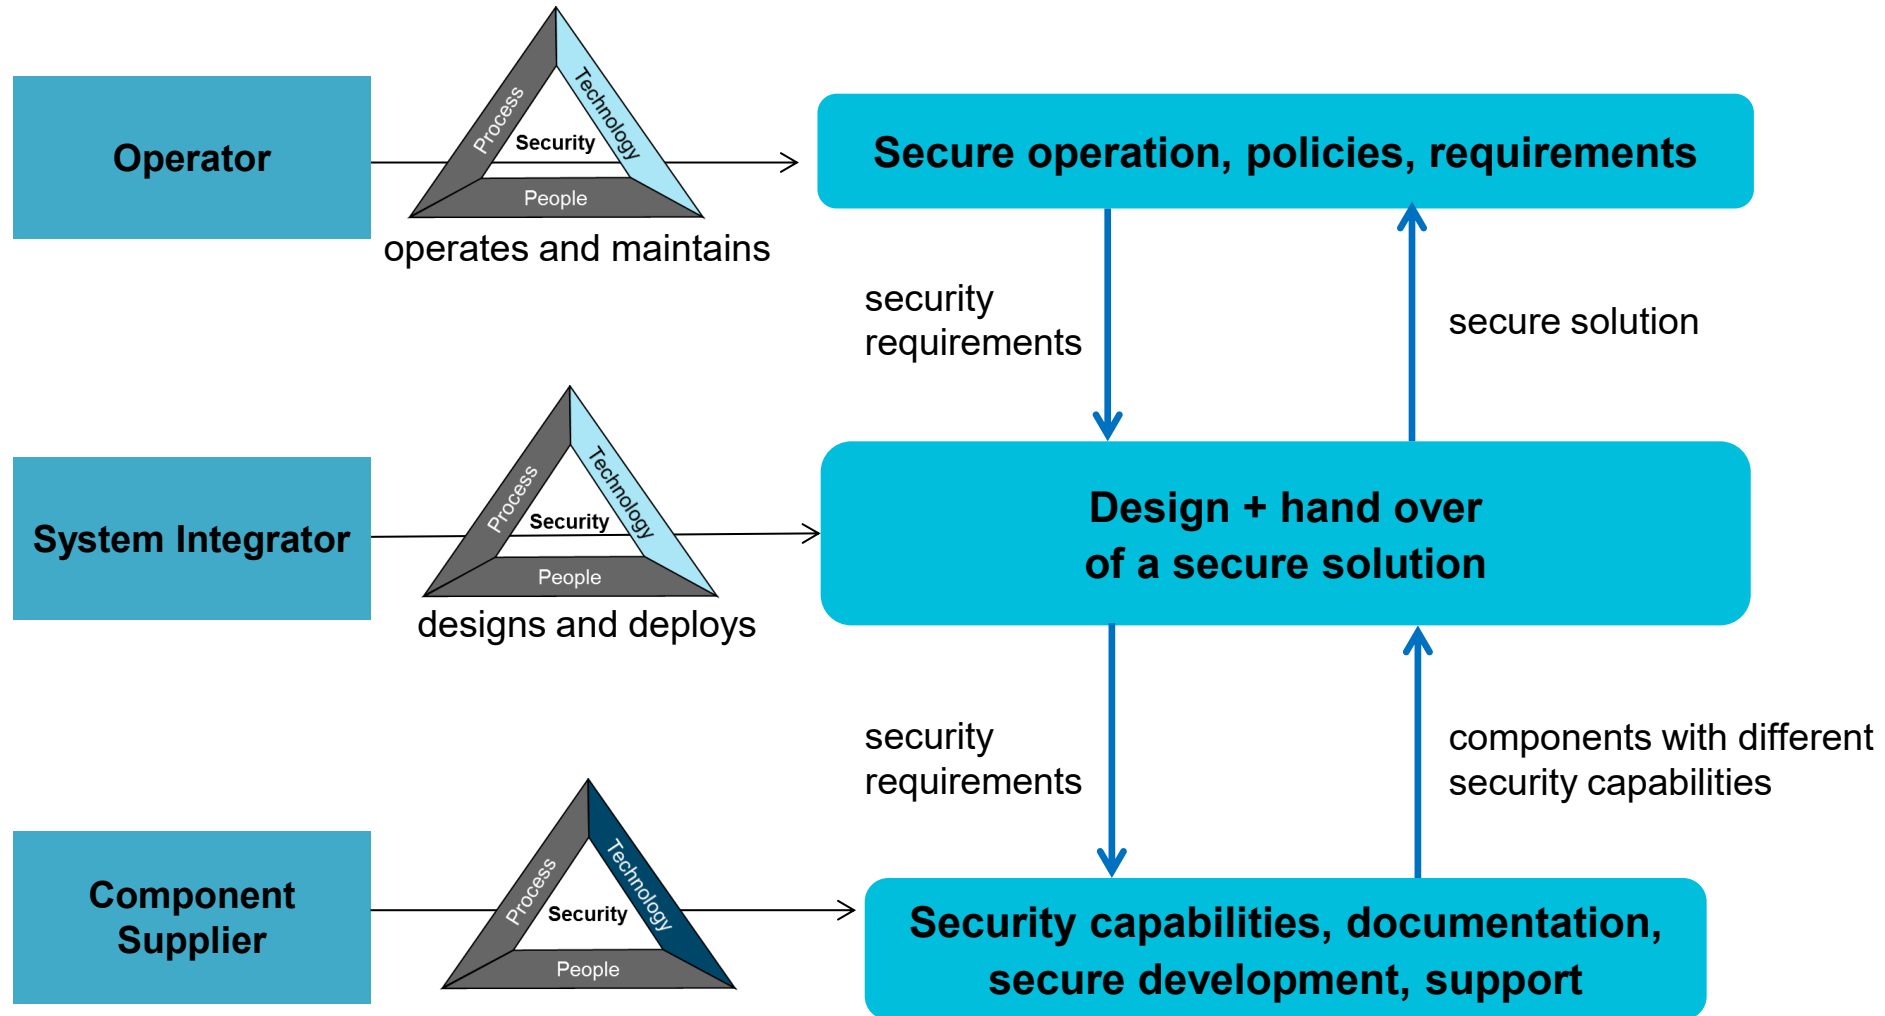 Operator
Process
Technology
Security
People
operates and maintains
Secure operation, policies, requirements
security
requirements
secure solution
System Integrator
Process
Technology
Security
People
designs and deploys
Design + hand over
of a secure solution
security
requirements
components with different
security capabilities
Component
Supplier
Process
Technology
Security
People
Security capabilities, documentation,
secure development, support